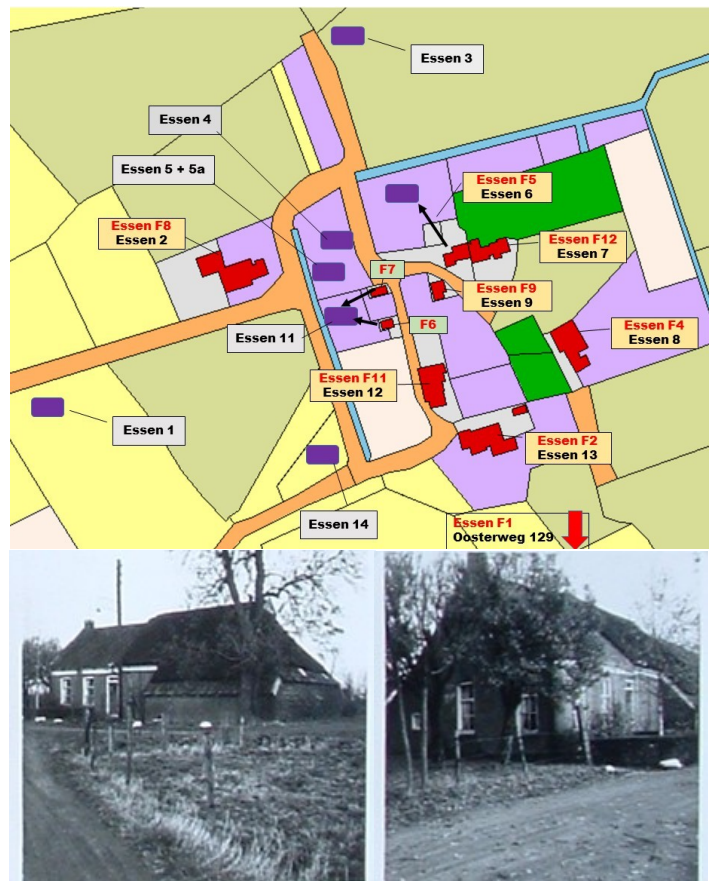 Essen 3
Essen 4
Essen 5 + 5a
Essen F5
Essen 6
Essen F8
Essen 2
Essen F12
Essen 7
F7
Essen F9
Essen 9
Essen 11
F6
Essen F4
Essen 8
Essen F11
Essen 12
Essen 1
Essen F2
Essen 13
Essen 14
Essen F1
Oosterweg 129